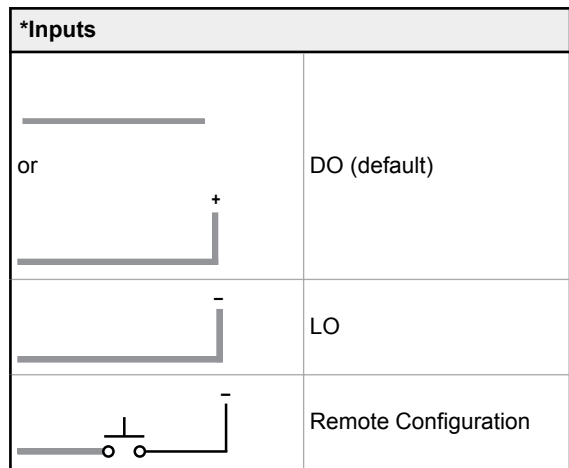 *Inputs
or
+
DO (default)
–
LO
–
Remote Configuration